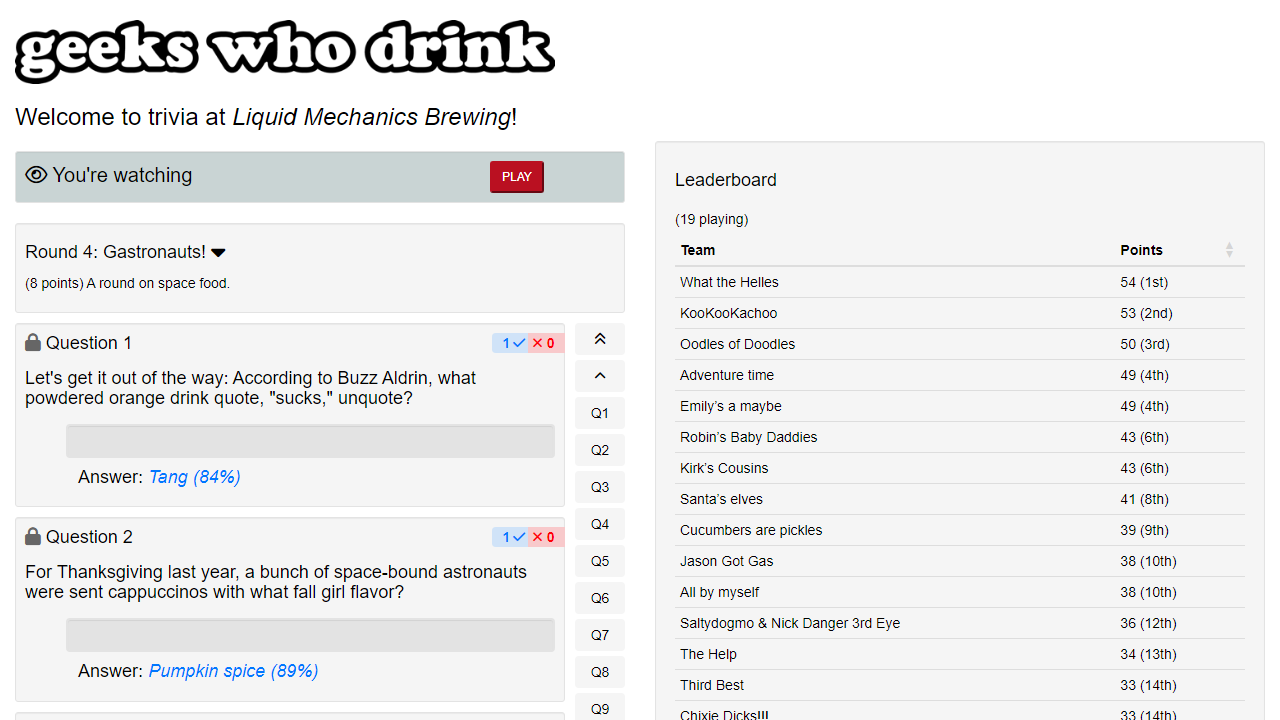 geeks who drink
Welcome to trivia at Liquid Mechanics Brewing!
You're watching
PLAY
Round 4: Gastronauts!
(8 points) A round on space food.
Question 1
1 0
Let's get it out of the way: According to Buzz Aldrin, what
powdered orange drink quote, "sucks," unquote?
Answer: Tang (84%)
Question 2
1 0
For Thanksgiving last year, a bunch of space-bound astronauts
were sent cappuccinos with what fall girl flavor?
Answer: Pumpkin spice (89%)
Q1
Q2
Q3
Q4
Q5
Q6
Q7
Q8
Q9
Leaderboard
(19 playing)
Team Points
What the Helles 54 (1st)
KooKooKachoo 53 (2nd)
Oodles of Doodles 50 (3rd)
Adventure time 49 (4th)
Emily’s a maybe 49 (4th)
Robin’s Baby Daddies 43 (6th)
Kirk’s Cousins 43 (6th)
Santa’s elves 41 (8th)
Cucumbers are pickles 39 (9th)
Jason Got Gas 38 (10th)
All by myself 38 (10th)
Saltydogmo & Nick Danger 3rd Eye 36 (12th)
The Help 34 (13th)
Third Best 33 (14th)
Chixie Dicks!!! 33 (14th)